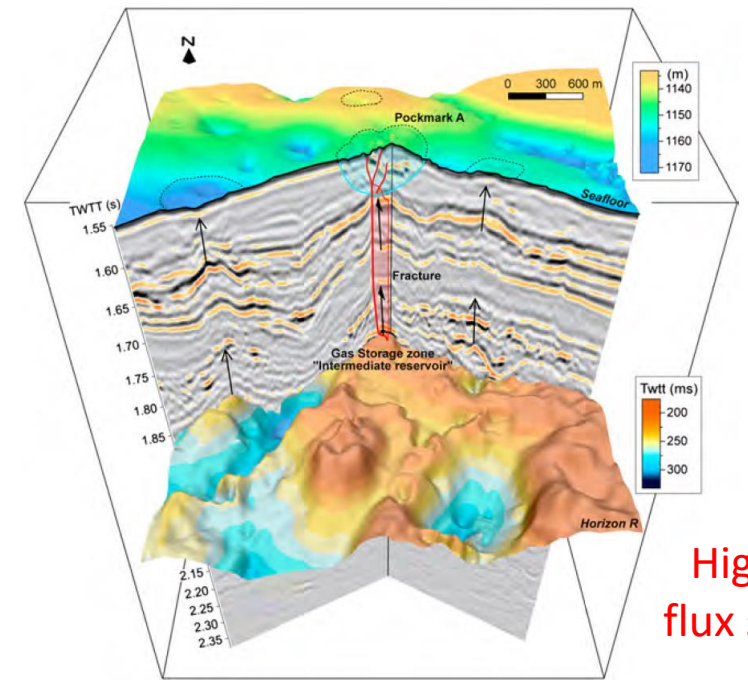 N
0 300 600 m
(m)
1140
1150
1160
1170
Pockmark A
Seafloor
TWTT (s)
1.55
1.60
1.65
1.70
1.75
1.80
1.85
Fracture
Gas Storage zone
"Intermediate reservoir"
Twtt (ms)
200
250
300
Horizon R
2.15
2.20
2.25
2.30
2.35
Hig
flux